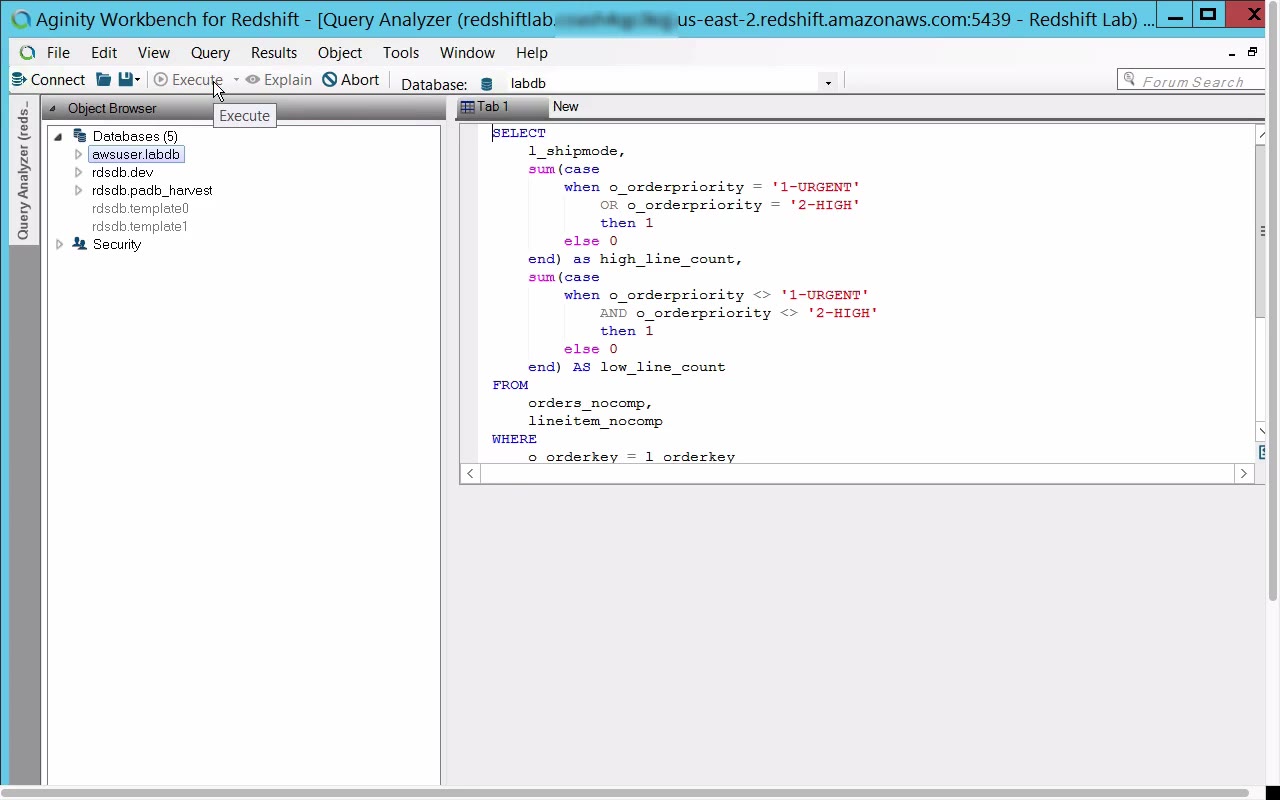 Aginity Workbench for Redshift - [Query Analyzer (redshiftlab. us-east-2.redshift.amazonaws.com:5439 - Redshift Lab) ...
File Edit View Query Results Object Tools Window Help
Connect Execute Explain Abort Database: labdb Forum Search
Execute
Query Analyzer (reds...
Object Browser
Databases (5)
awsuser.labdb
rdsdb.dev
rdsdb.padb_harvest
rdsdb.template0
rdsdb.template1
Security
Tab 1 New
SELECT
l_shipmode,
sum(case
when o_orderpriority = '1-URGENT'
OR o_orderpriority = '2-HIGH'
then 1
else 0
end) as high_line_count,
sum(case
when o_orderpriority <> '1-URGENT'
AND o_orderpriority <> '2-HIGH'
then 1
else 0
end) AS low_line_count
FROM
orders_nocomp,
lineitem_nocomp
WHERE
o_orderkey = l_orderkey